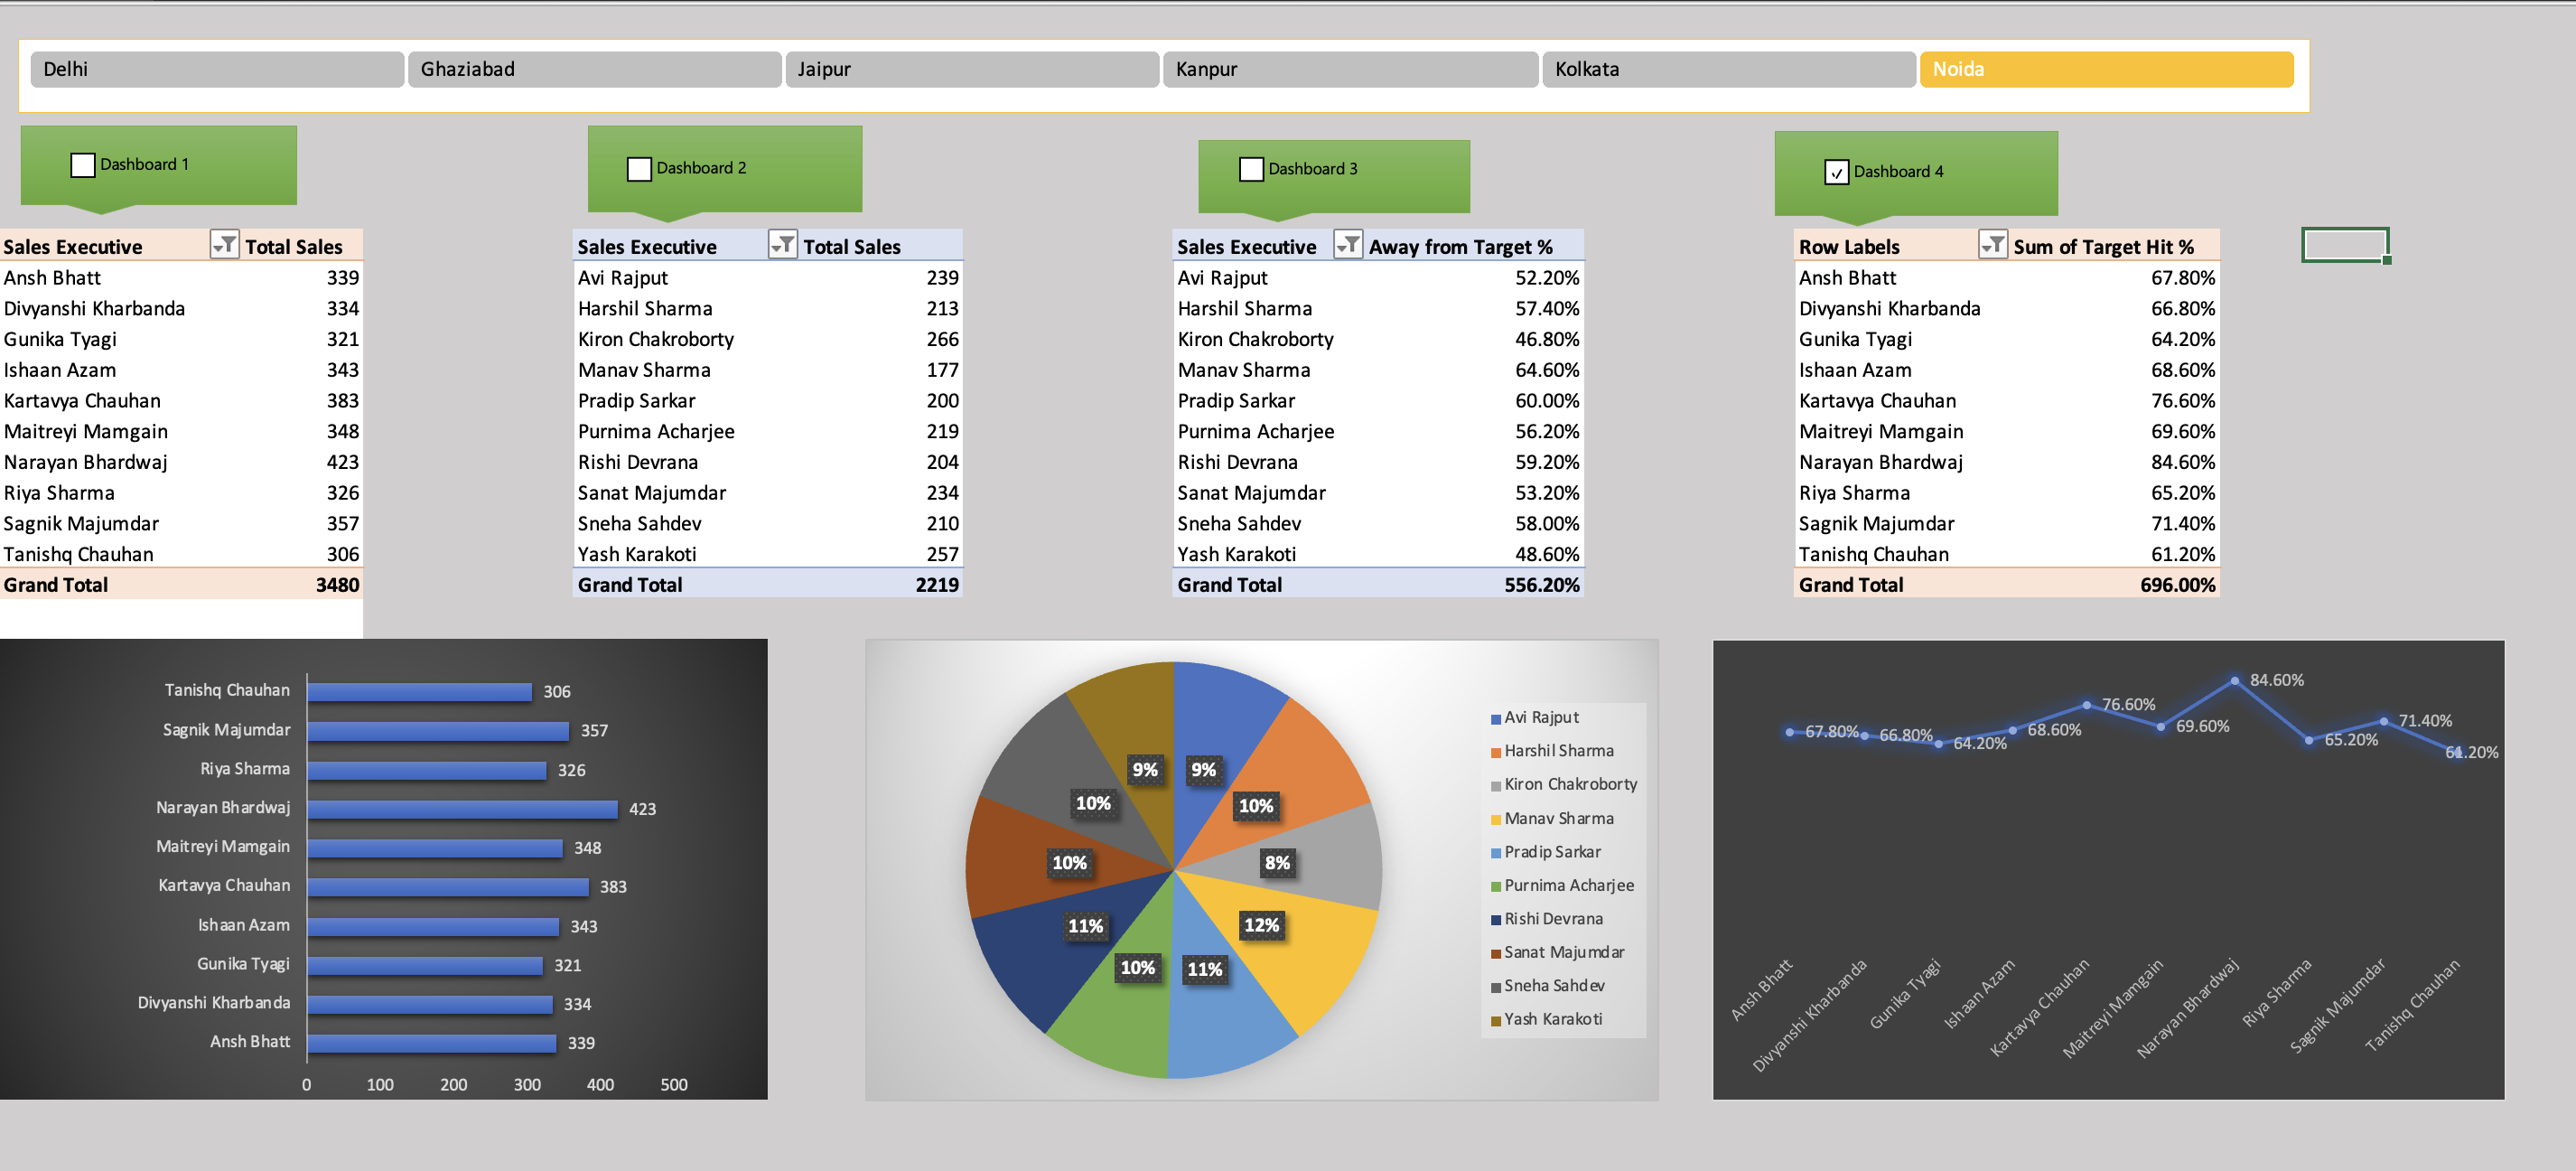 Delhi Ghaziabad Jaipur Kanpur Kolkata Noida
Dashboard 1 Dashboard 2 Dashboard 3 Dashboard 4
Sales Executive Total Sales
Ansh Bhatt 339
Divyanshi Kharbanda 334
Gunika Tyagi 321
Ishaan Azam 343
Kartavya Chauhan 383
Maitreyi Mamgain 348
Narayan Bhardwaj 423
Riya Sharma 326
Sagnik Majumdar 357
Tanishq Chauhan 306
Grand Total 3480
Sales Executive Total Sales
Avi Rajput 239
Harshil Sharma 213
Kiron Chakroborty 266
Manav Sharma 177
Pradip Sarkar 200
Purnima Acharjee 219
Rishi Devrana 204
Sanat Majumdar 234
Sneha Sahdev 210
Yash Karakoti 257
Grand Total 2219
Sales Executive Away from Target %
Avi Rajput 52.20%
Harshil Sharma 57.40%
Kiron Chakroborty 46.80%
Manav Sharma 64.60%
Pradip Sarkar 60.00%
Purnima Acharjee 56.20%
Rishi Devrana 59.20%
Sanat Majumdar 53.20%
Sneha Sahdev 58.00%
Yash Karakoti 48.60%
Grand Total 556.20%
Row Labels Sum of Target Hit %
Ansh Bhatt 67.80%
Divyanshi Kharbanda 66.80%
Gunika Tyagi 64.20%
Ishaan Azam 68.60%
Kartavya Chauhan 76.60%
Maitreyi Mamgain 69.60%
Narayan Bhardwaj 84.60%
Riya Sharma 65.20%
Sagnik Majumdar 71.40%
Tanishq Chauhan 61.20%
Grand Total 696.00%
Tanishq Chauhan 306
Sagnik Majumdar 357
Riya Sharma 326
Narayan Bhardwaj 423
Maitreyi Mamgain 348
Kartavya Chauhan 383
Ishaan Azam 343
Gunika Tyagi 321
Divyanshi Kharbanda 334
Ansh Bhatt 339
0 100 200 300 400 500
9% 9%
10% 10%
10% 8%
11% 12%
10% 11%
Avi Rajput
Harshil Sharma
Kiron Chakroborty
Manav Sharma
Pradip Sarkar
Purnima Acharjee
Rishi Devrana
Sanat Majumdar
Sneha Sahdev
Yash Karakoti
67.80% 66.80% 64.20% 68.60% 76.60% 69.60% 84.60% 65.20% 71.40% 61.20%
Ansh Bhatt
Divyanshi Kharbanda
Gunika Tyagi
Ishaan Azam
Kartavya Chauhan
Maitreyi Mamgain
Narayan Bhardwaj
Riya Sharma
Sagnik Majumdar
Tanishq Chauhan